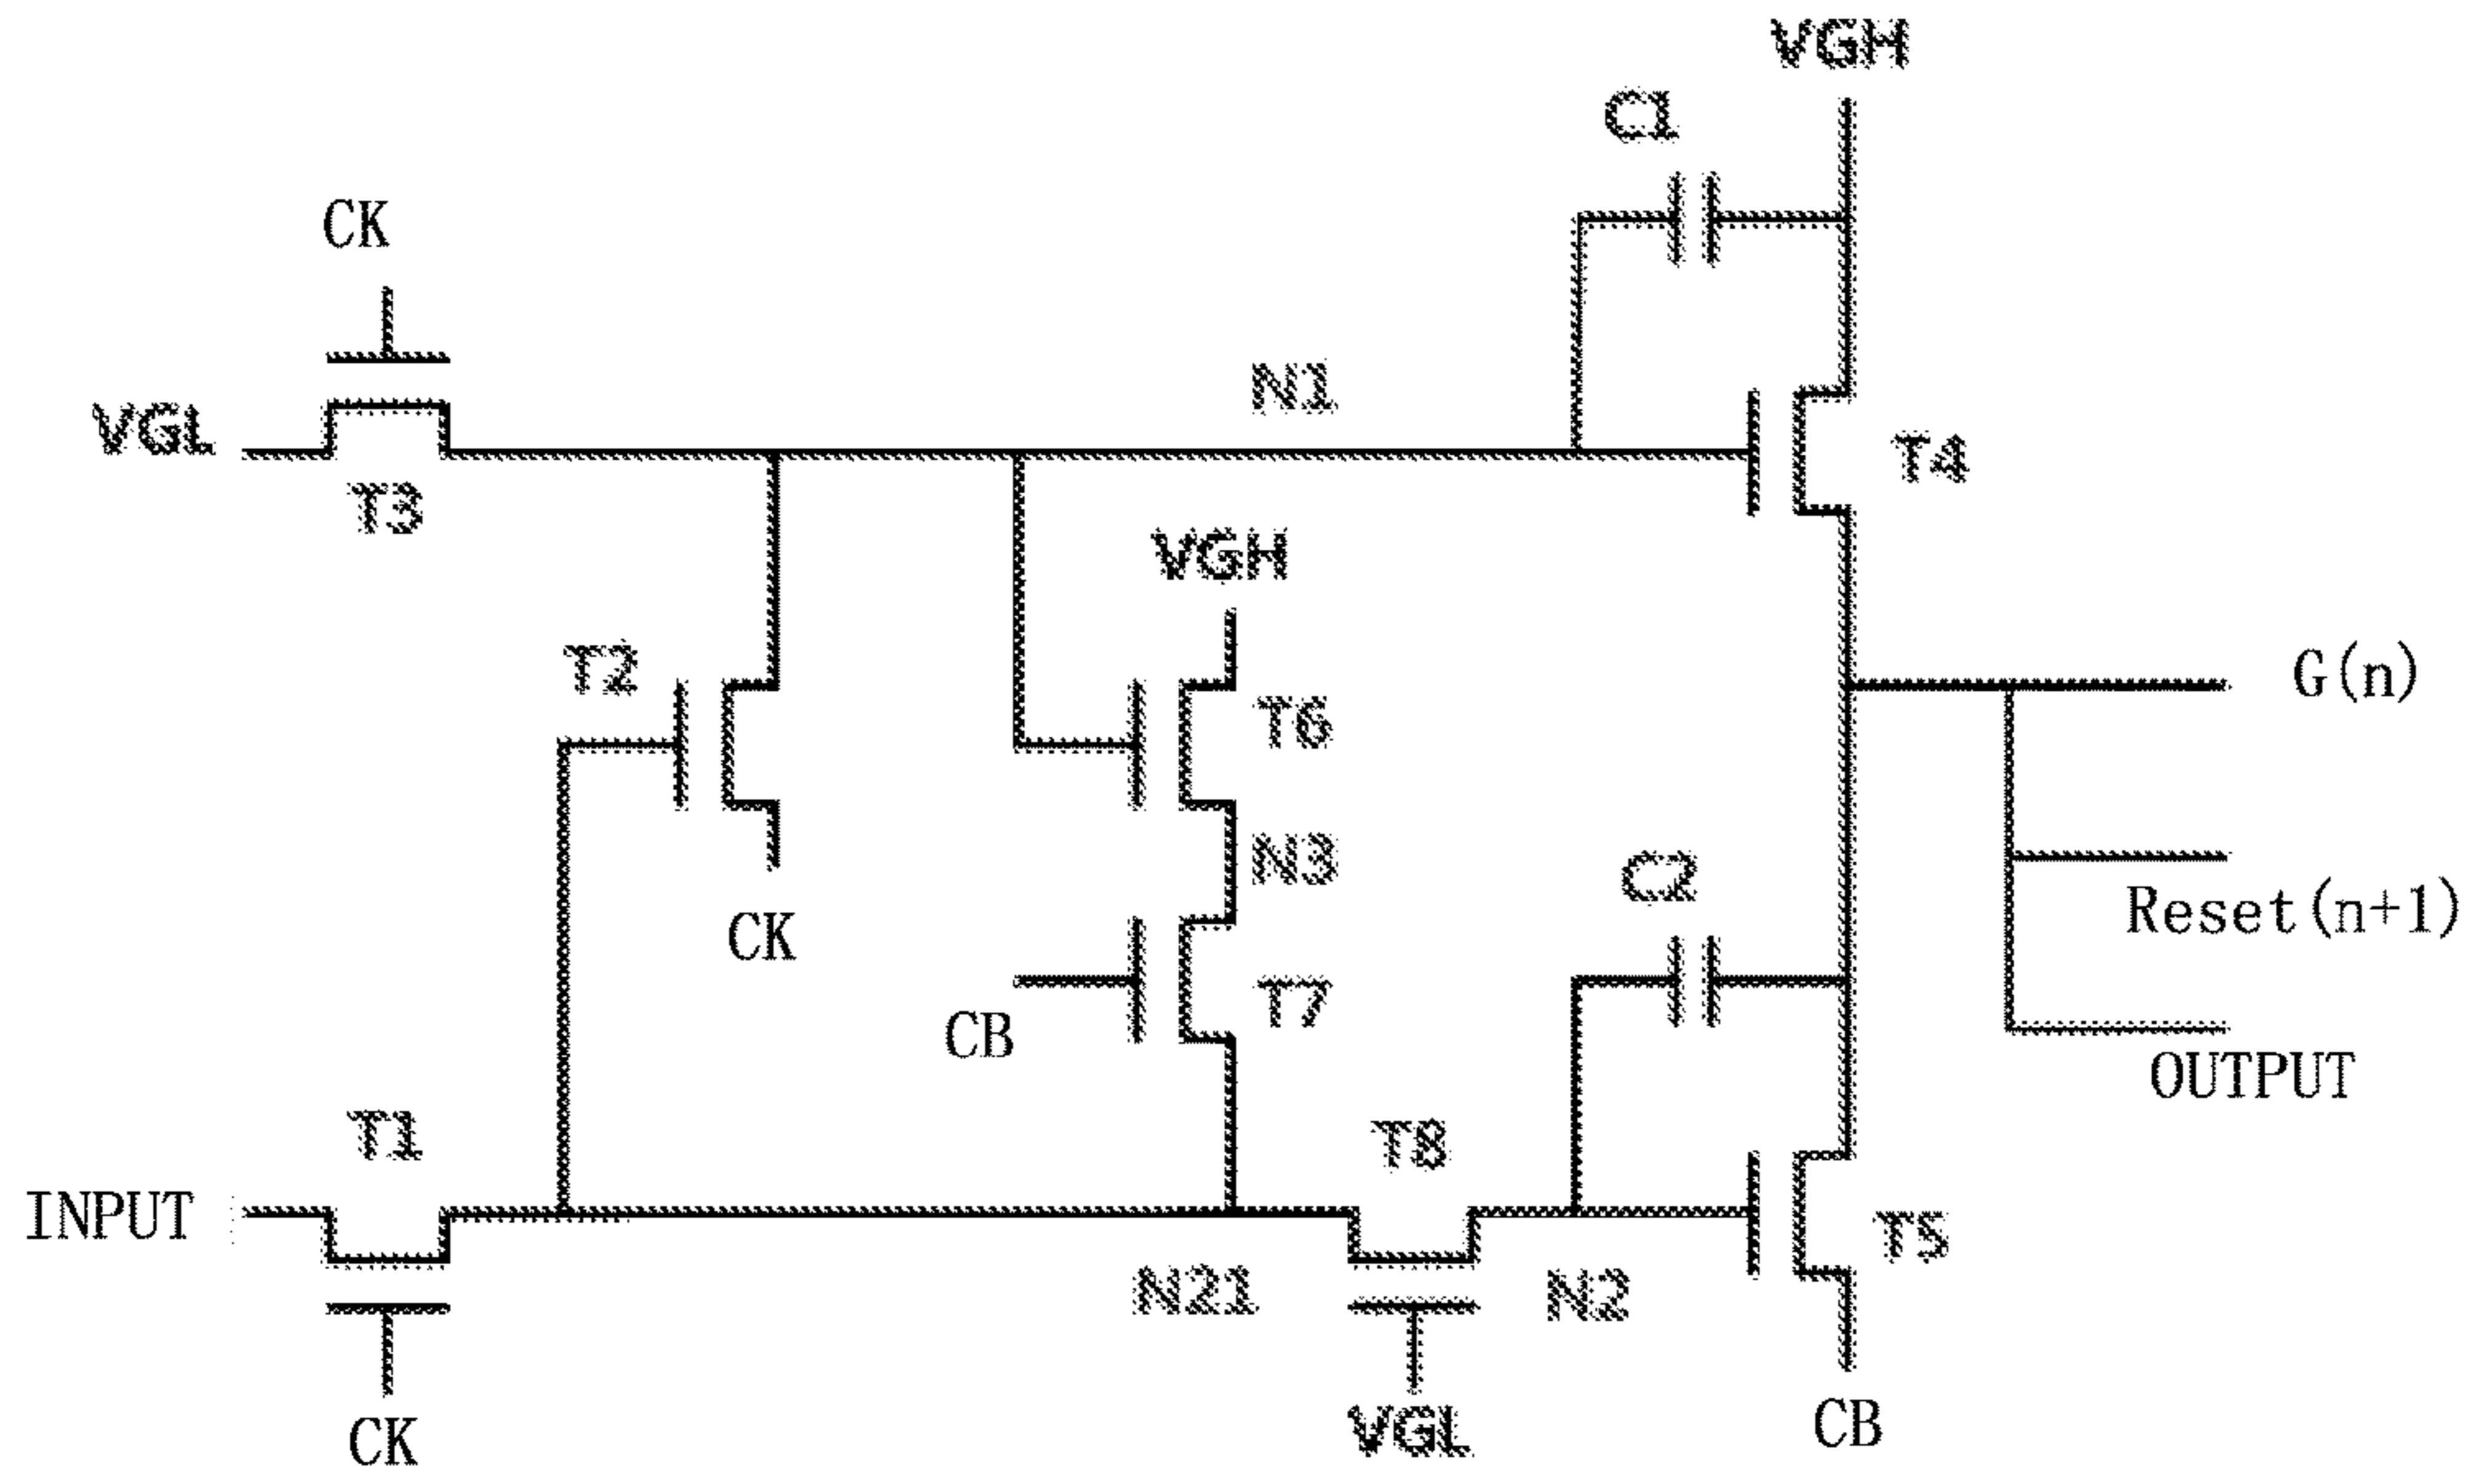 VGH
C1
CK
N1
VGL
T4
T3
VGH
T2
G(n)
T6
N3
C2
Reset(n+1)
CK
T7
CB
OUTPUT
T1
T8
INPUT
T5
N21
N2
CK
VGL
CB